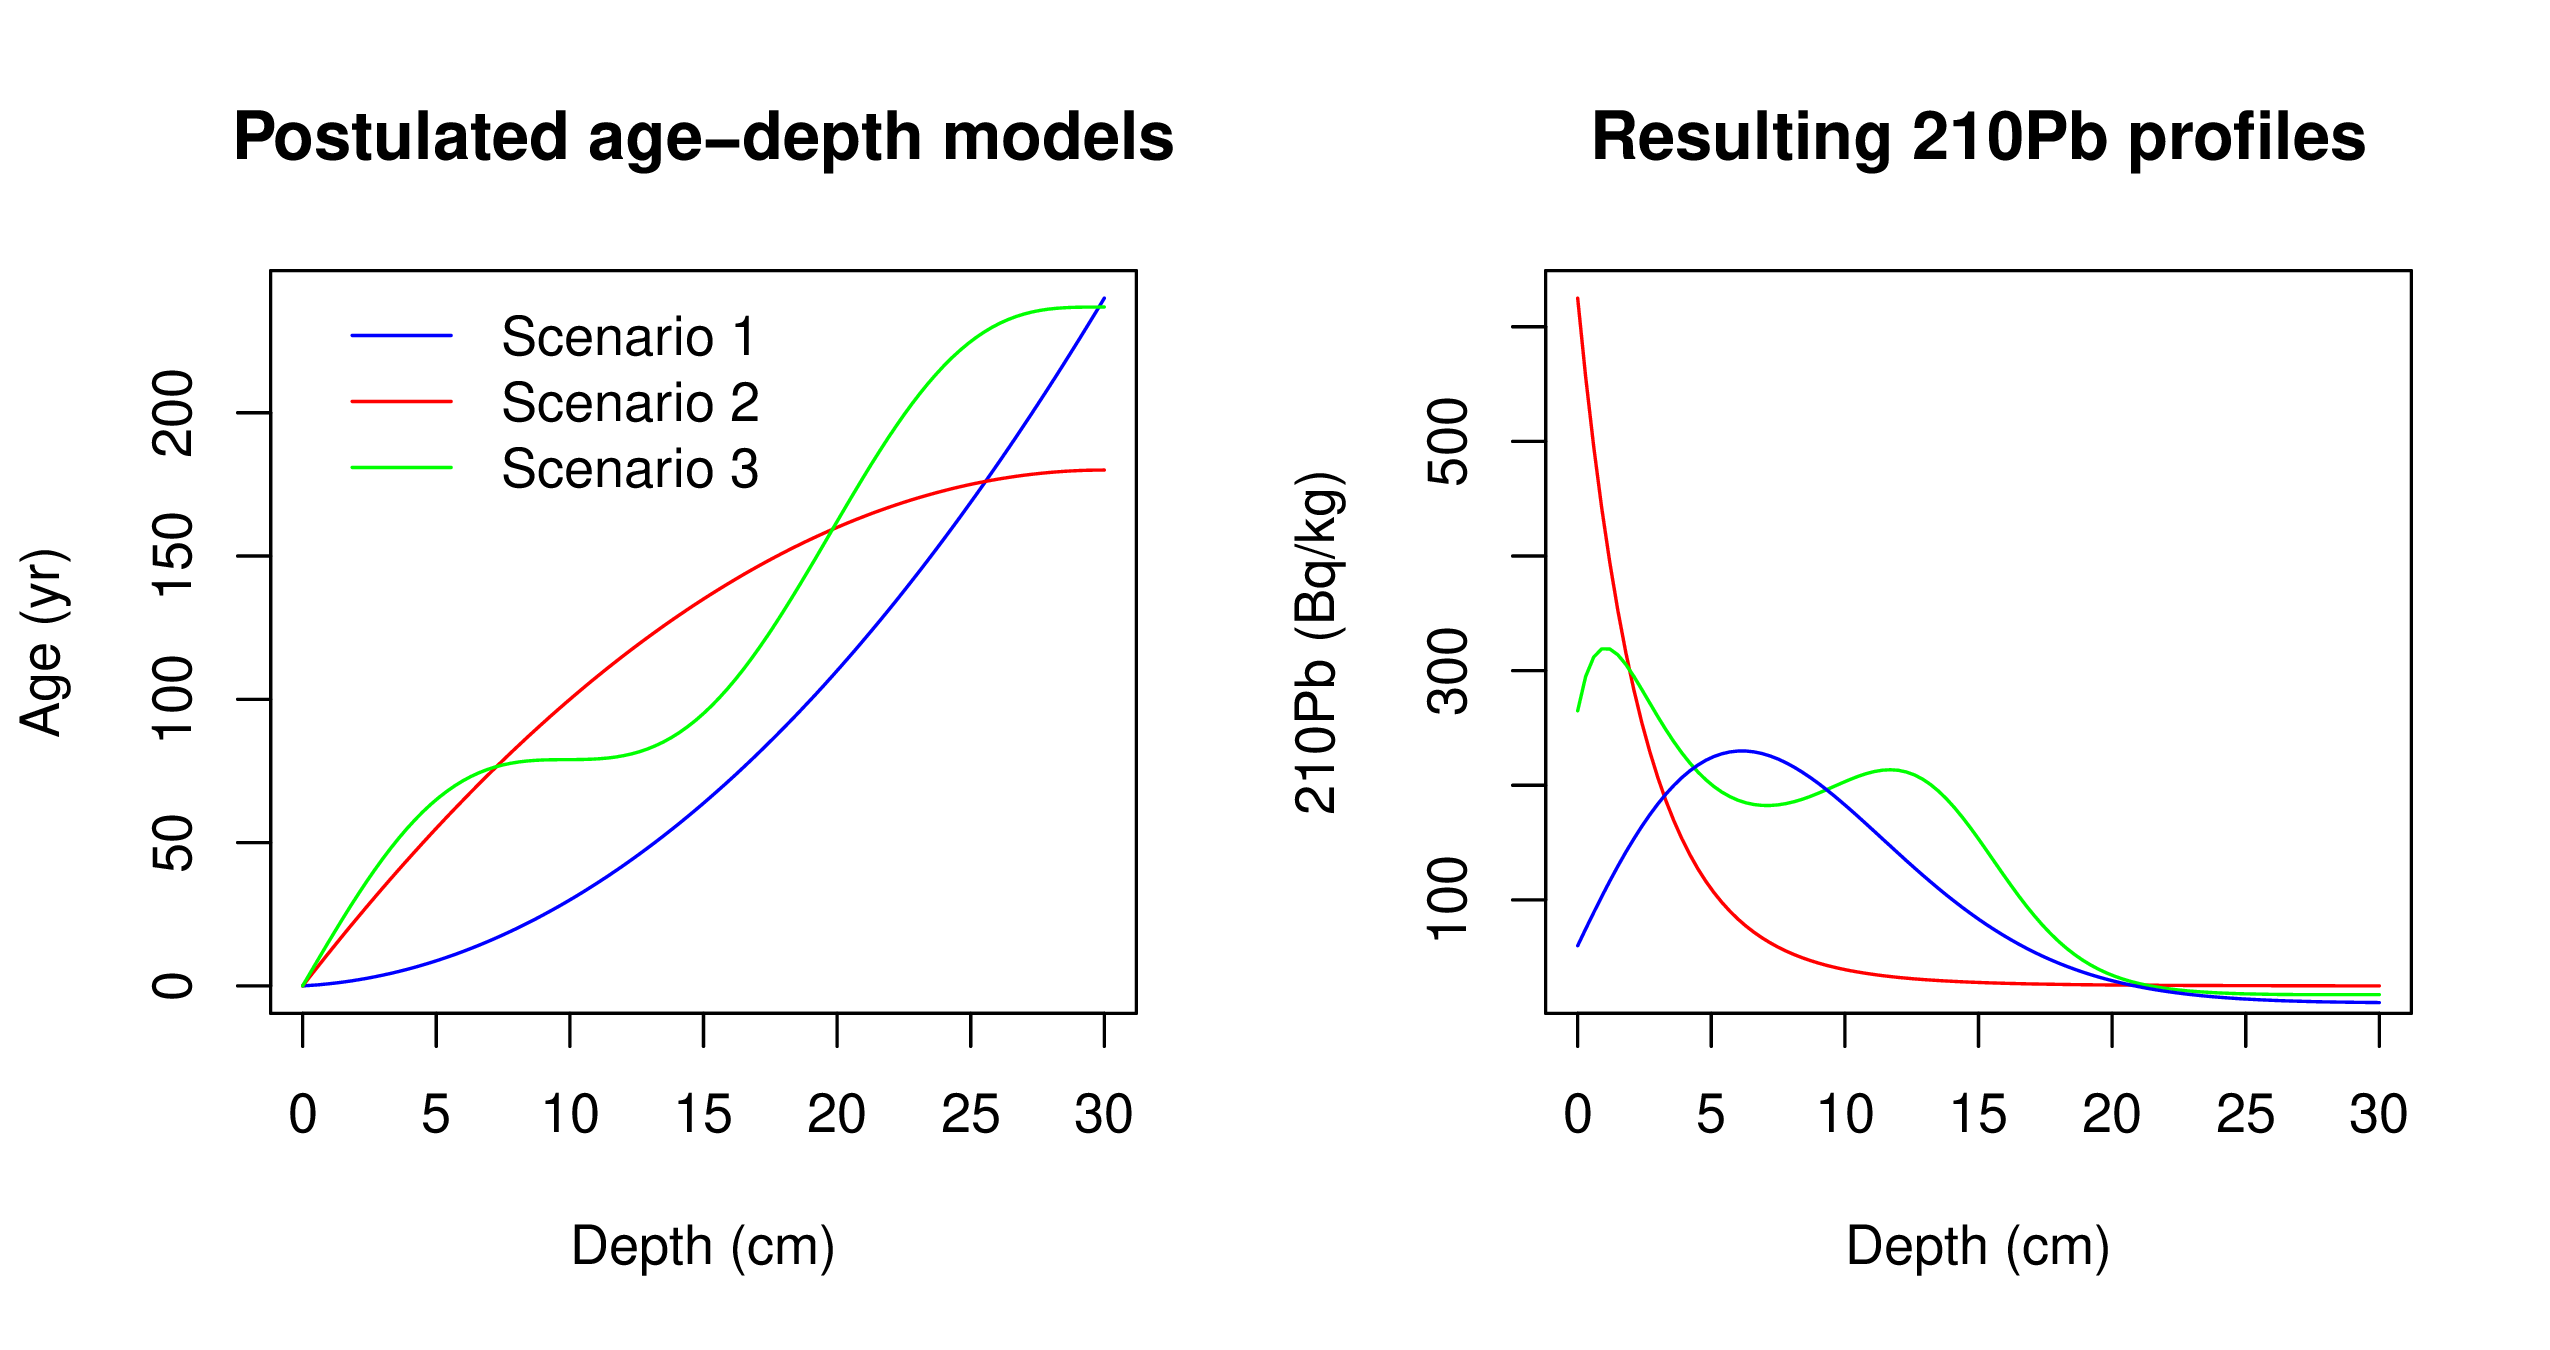 Postulated age−depth models
Scenario 1
Scenario 2
Scenario 3
Age (yr)
0
50
100
150
200
0 5 10 15 20 25 30
Depth (cm)
Resulting 210Pb profiles
210Pb (Bq/kg)
100
300
500
0 5 10 15 20 25 30
Depth (cm)